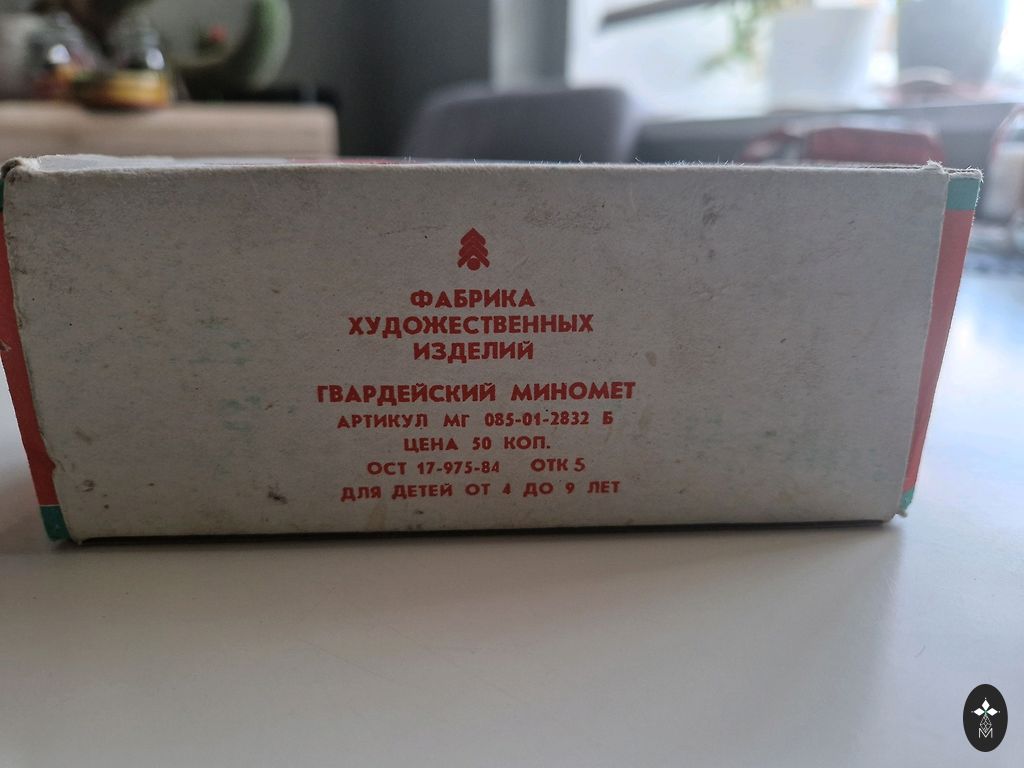 ФАБРИКА
ХУДОЖЕСТВЕННЫХ
ИЗДЕЛИЙ
ГВАРДЕЙСКИЙ МИНОМЕТ
АРТИКУЛ МГ 085-01-2832 Б
ЦЕНА 50 КОП.
ОСТ 17-975-84 ОТК 5
ДЛЯ ДЕТЕЙ ОТ 4 ДО 9 ЛЕТ
M